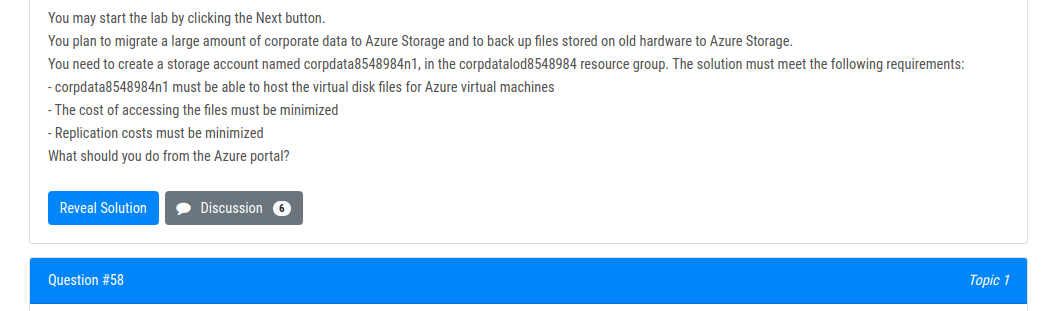 You may start the lab by clicking the Next button.
You plan to migrate a large amount of corporate data to Azure Storage and to back up files stored on old hardware to Azure Storage.
You need to create a storage account named corpdata8548984n1, in the corpdatalod8548984 resource group. The solution must meet the following requirements:
- corpdata8548984n1 must be able to host the virtual disk files for Azure virtual machines
- The cost of accessing the files must be minimized
- Replication costs must be minimized
What should you do from the Azure portal?
Reveal Solution Discussion 6
Question #58 Topic 1